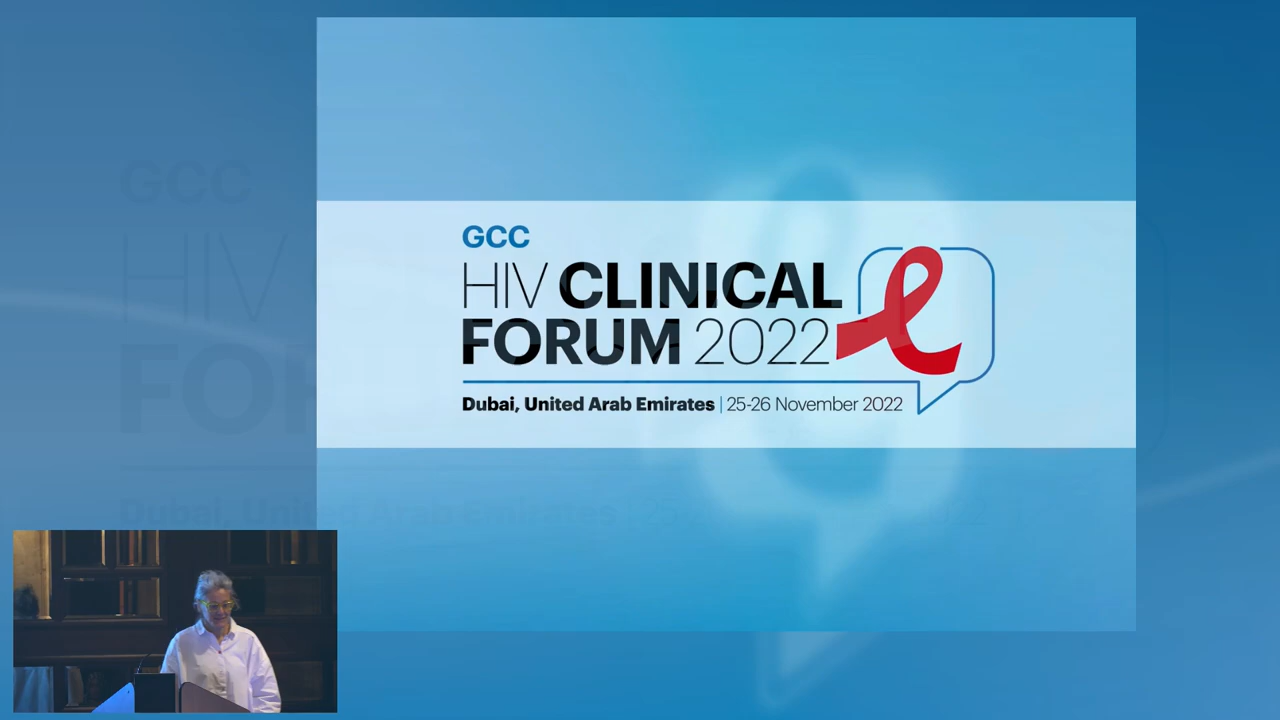 GCC
HIV CLINICAL
FORUM 2022
Dubai, United Arab Emirates | 25-26 November 2022